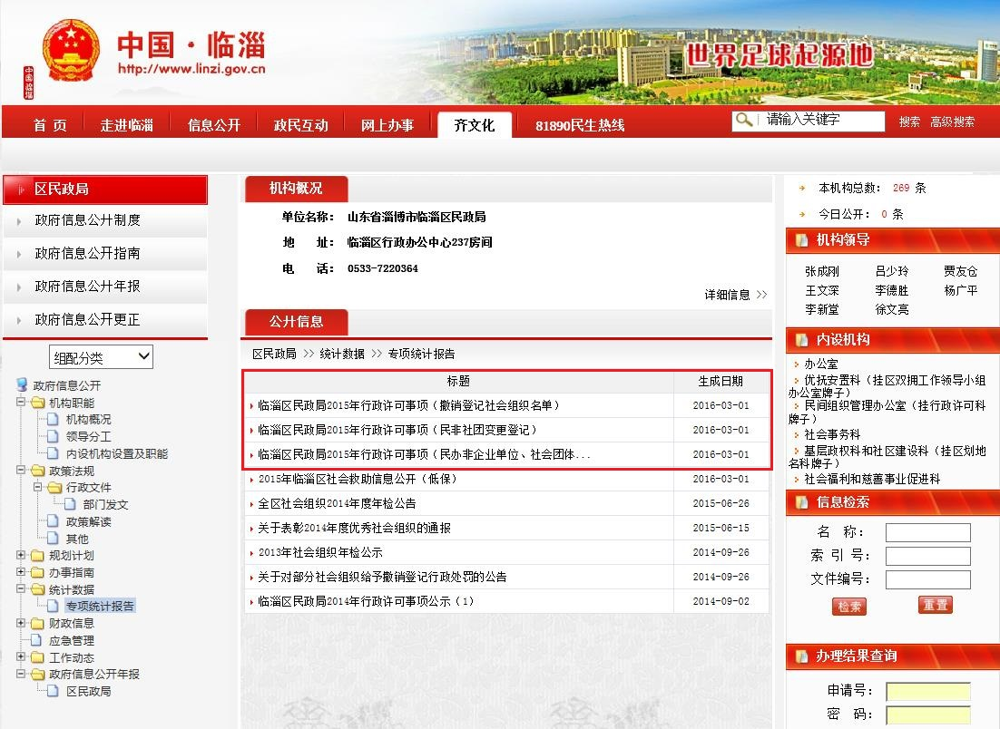 中国·临淄
http://www.linzi.gov.cn
中国临淄
世界足球起源地
首 页 走进临淄 信息公开 政民互动 网上办事 齐文化 81890民生热线 请输入关键字 搜索 高级搜索
区民政局
政府信息公开制度
政府信息公开指南
政府信息公开年报
政府信息公开更正
组配分类
政府信息公开
机构职能
机构概况
领导分工
内设机构设置及职能
政策法规
行政文件
部门发文
政策解读
其他
规划计划
办事指南
统计数据
专项统计报告
财政信息
应急管理
工作动态
政府信息公开年报
区民政局
机构概况
单位名称： 山东省淄博市临淄区民政局
地 址： 临淄区行政办公中心237房间
电 话： 0533-7220364
详细信息 >>
公开信息
区民政局 >> 统计数据 >> 专项统计报告
标题 生成日期
临淄区民政局2015年行政许可事项（撤销登记社会组织名单） 2016-03-01
临淄区民政局2015年行政许可事项（民非社团变更登记） 2016-03-01
临淄区民政局2015年行政许可事项（民办非企业单位、社会团体... 2016-03-01
2015年临淄区社会救助信息公开（低保） 2016-03-01
全区社会组织2014年度年检公告 2015-06-26
关于表彰2014年度优秀社会组织的通报 2015-06-15
2013年社会组织年检公示 2014-09-26
关于对部分社会组织给予撤销登记行政处罚的公告 2014-09-26
临淄区民政局2014年行政许可事项公示（1） 2014-09-02
本机构总数： 269 条
今日公开： 0 条
机构领导
张成刚 吕少玲 贾友仓
王文深 李德胜 杨广平
李新堂 徐文亮
内设机构
办公室
优抚安置科（挂区双拥工作领导小组
办公室牌子）
民间组织管理办公室（挂行政许可科
牌子）
社会事务科
基层政权科和社区建设科（挂区划地
名科牌子）
社会福利和慈善事业促进科
信息检索
名 称：
索 引 号：
文件编号：
检索 重置
办理结果查询
申请号：
密 码：